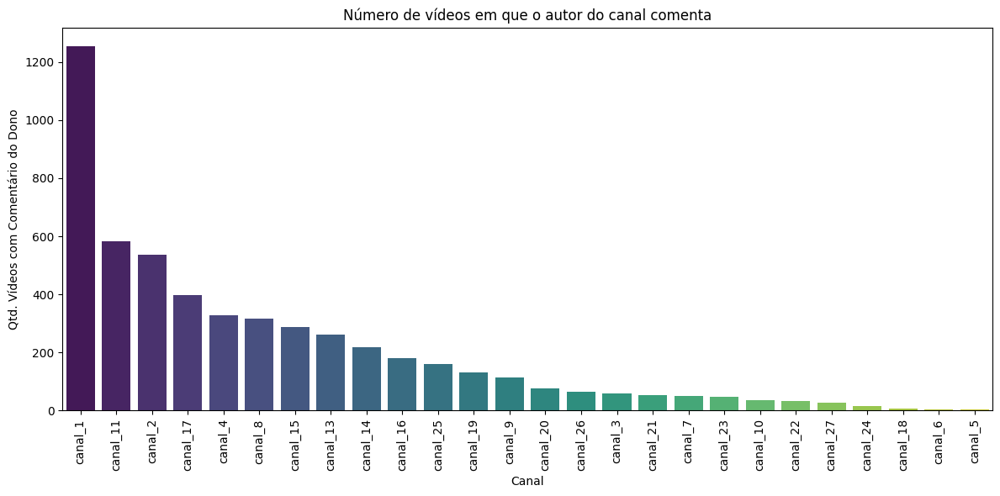 Número de vídeos em que o autor do canal comenta
Qtd. Vídeos com Comentário do Dono
1200
1000
800
600
400
200
0
canal_1
canal_11
canal_2
canal_17
canal_4
canal_8
canal_15
canal_13
canal_14
canal_16
canal_25
canal_19
canal_9
canal_20
canal_26
canal_3
canal_21
canal_7
canal_23
canal_10
canal_22
canal_27
canal_24
canal_18
canal_6
canal_5
Canal